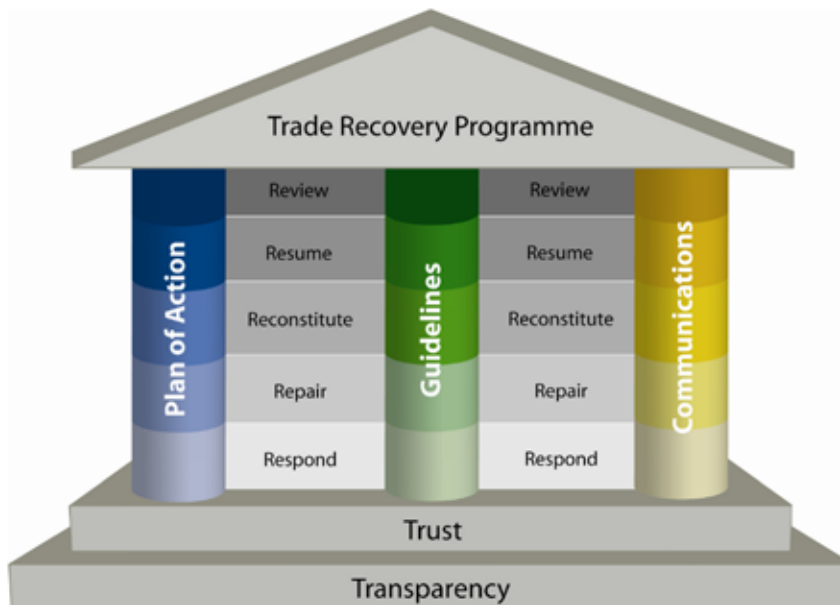 Trade Recovery Programme
Plan of Action
Review
Resume
Reconstitute
Repair
Respond
Guidelines
Review
Resume
Reconstitute
Repair
Respond
Communications
Trust
Transparency